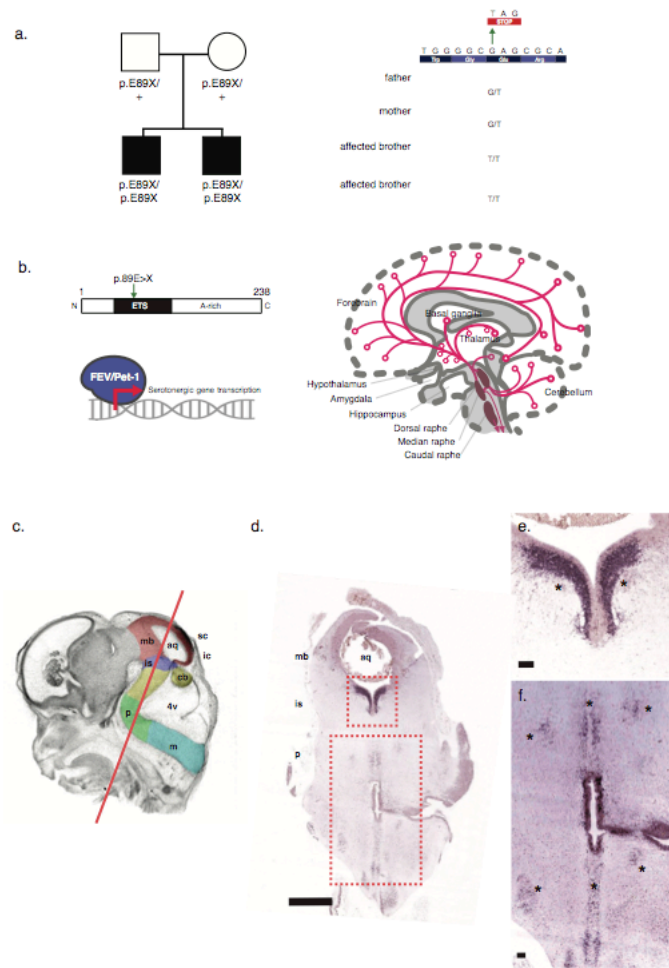 a.
T A G
STOP
T G G G G C G A G C G C A
Trp Gly Glu Arg
p.E89X/
+
p.E89X/
+
father
G/T
mother
G/T
affected brother
T/T
affected brother
T/T
p.E89X/
p.E89X
p.E89X/
p.E89X
b.
p.89E>X
1 238
N ETS A-rich C
FEV/Pet-1
Serotonergic gene transcription
Forebrain
Basal ganglia
Thalamus
Hypothalamus
Amygdala
Hippocampus
Cerebellum
Dorsal raphe
Median raphe
Caudal raphe
c.
mb
aq
sc
ic
is
cb
p
4v
m
d.
mb
aq
is
p
e.
* *
f.
* * *
*
* *